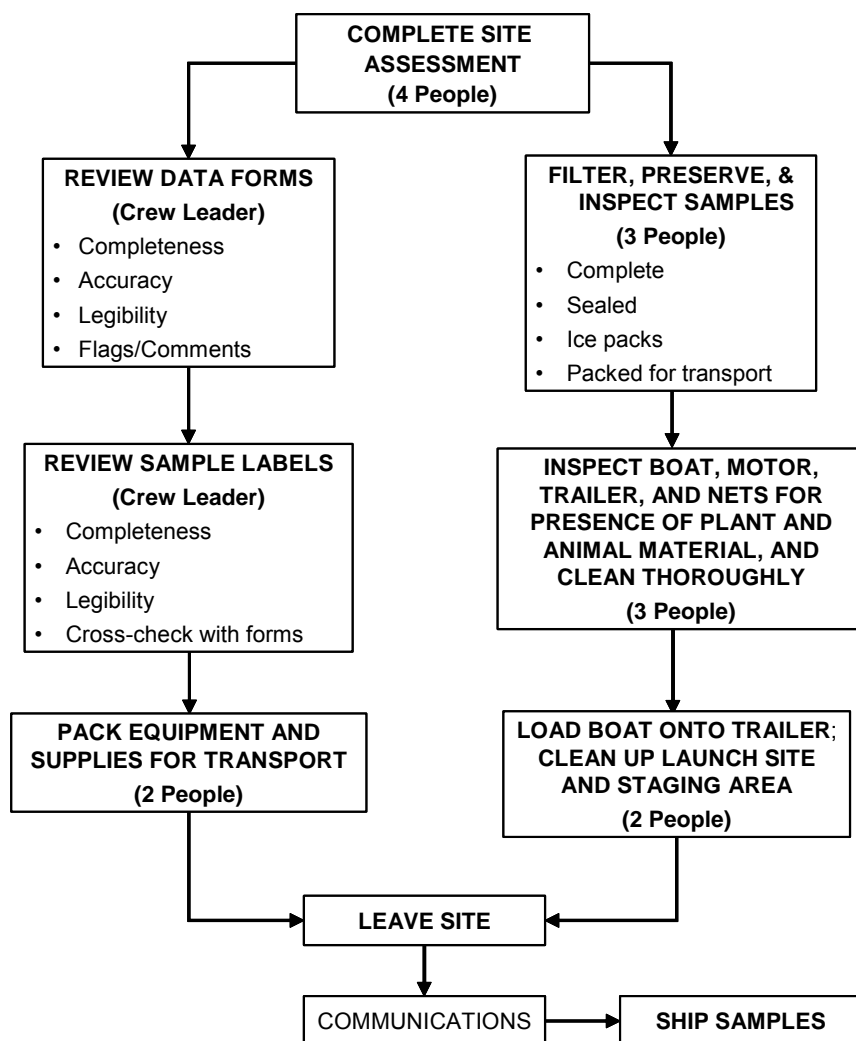 COMPLETE SITE
ASSESSMENT
(4 People)
REVIEW DATA FORMS
(Crew Leader)
• Completeness
• Accuracy
• Legibility
• Flags/Comments
FILTER, PRESERVE, &
INSPECT SAMPLES
(3 People)
• Complete
• Sealed
• Ice packs
• Packed for transport
REVIEW SAMPLE LABELS
(Crew Leader)
• Completeness
• Accuracy
• Legibility
• Cross-check with forms
INSPECT BOAT, MOTOR,
TRAILER, AND NETS FOR
PRESENCE OF PLANT AND
ANIMAL MATERIAL, AND
CLEAN THOROUGHLY
(3 People)
PACK EQUIPMENT AND
SUPPLIES FOR TRANSPORT
(2 People)
LOAD BOAT ONTO TRAILER;
CLEAN UP LAUNCH SITE
AND STAGING AREA
(2 People)
LEAVE SITE
COMMUNICATIONS
SHIP SAMPLES